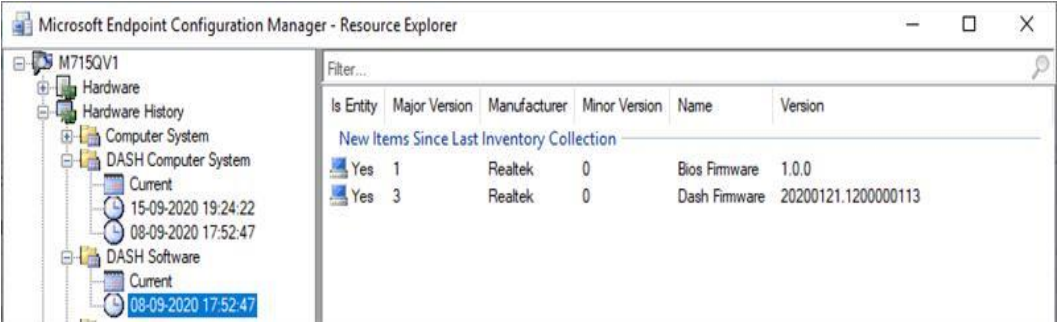 Microsoft Endpoint Configuration Manager - Resource Explorer
M715QV1
Hardware
Hardware History
Computer System
DASH Computer System
Current
15-09-2020 19:24:22
08-09-2020 17:52:47
DASH Software
Current
08-09-2020 17:52:47
Filter...
Is Entity Major Version Manufacturer Minor Version Name Version
New Items Since Last Inventory Collection
Yes 1 Realtek 0 Bios Firmware 1.0.0
Yes 3 Realtek 0 Dash Firmware 20200121.1200000113